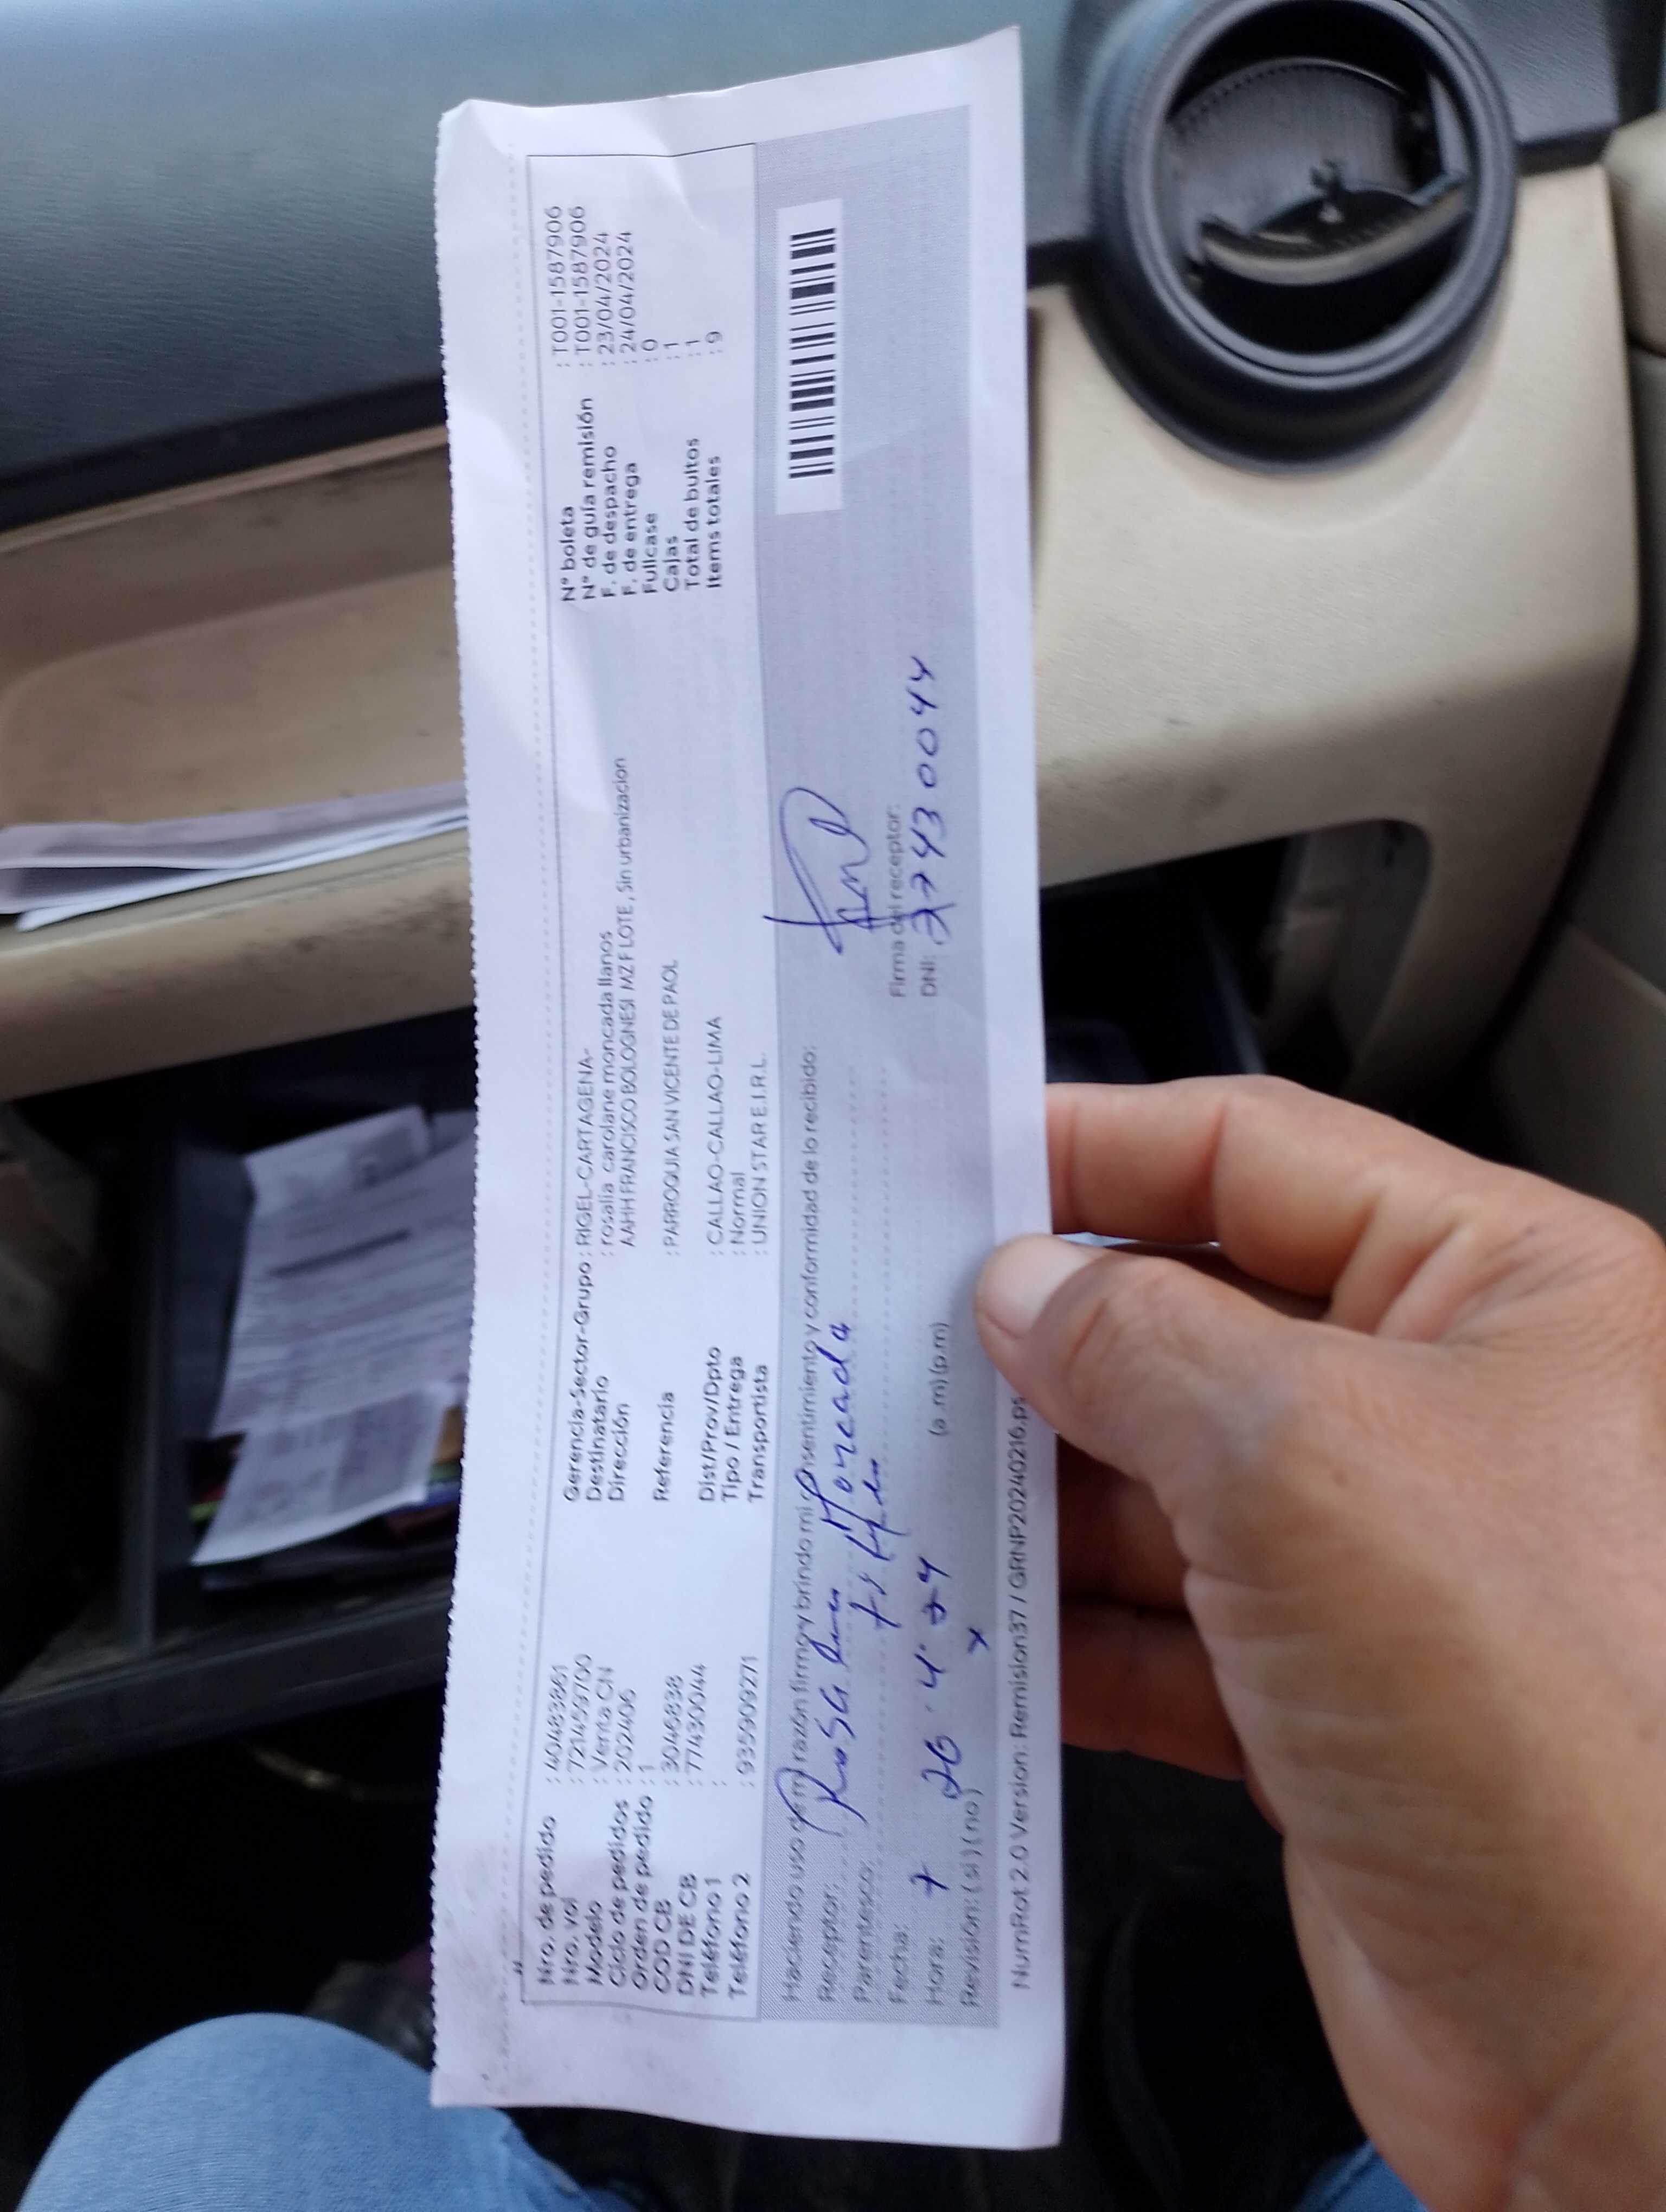 Nro. de pedido : 40483861
Nro. vol : 721459700
Modelo : Venta CN
Ciclo de pedidos : 202406
Orden de pedido : 1
COD CB : 3046838
DNI DE CB : 77430044
Teléfono 1 :
Teléfono 2 : 935909271
Gerencia-Sector-Grupo : RIGEL-CARTAGENA-
Destinatario : rosalia carolane moncada llanos
Dirección AAHH FRANCISCO BOLOGNESI MZ F LOTE , Sin urbanizacion
Referencia : PARROQUIA SAN VICENTE DE PAOL
Dist/Prov/Dpto : CALLAO-CALLAO-LIMA
Tipo / Entrega : Normal
Transportista : UNION STAR E.I.R.L.
N° boleta : T001-1587906
N° de guía remisión : T001-1587906
F. de despacho : 23/04/2024
F. de entrega : 24/04/2024
Fullcase : 0
Cajas : 1
Total de bultos : 1
Items totales : 9
Haciendo uso de mi razón firmo y brindo mi consentimiento y conformidad de lo recibido:
Receptor: Moncada
Parentesco:
Fecha:
Hora: (a.m) (p.m)
Revisión: (si) (no) x
Firma del receptor:
DNI: 77430044
NumRot 2.0 Version: Remision37 / GRNP20240216.ps